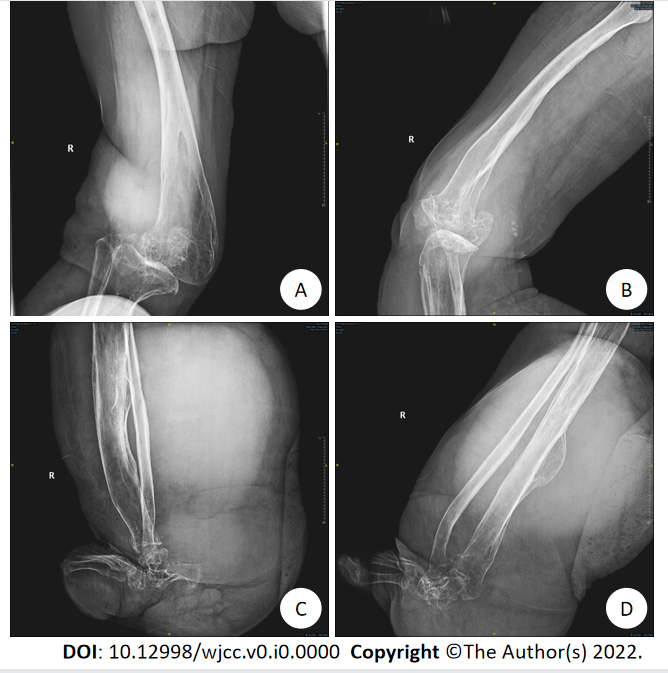 R
A
R
B
R
C
R
D
DOI: 10.12998/wjcc.v0.i0.0000 Copyright ©The Author(s) 2022.